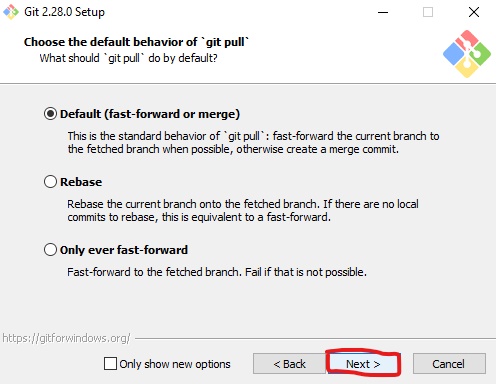 Git 2.28.0 Setup
Choose the default behavior of `git pull`
What should `git pull` do by default?
Default (fast-forward or merge)
This is the standard behavior of `git pull`: fast-forward the current branch to
the fetched branch when possible, otherwise create a merge commit.
Rebase
Rebase the current branch onto the fetched branch. If there are no local
commits to rebase, this is equivalent to a fast-forward.
Only ever fast-forward
Fast-forward to the fetched branch. Fail if that is not possible.
https://gitforwindows.org/
Only show new options < Back Next > Cancel